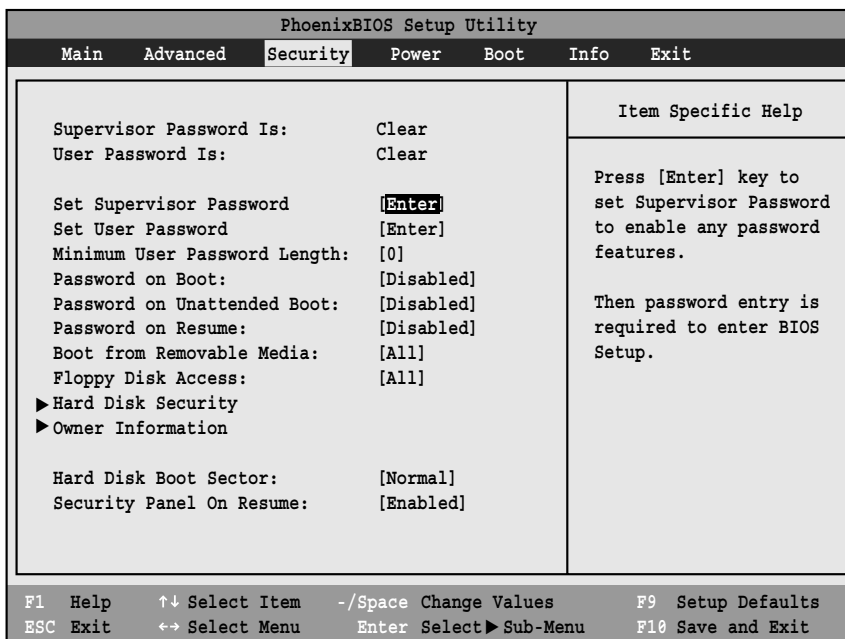 PhoenixBIOS Setup Utility
Main Advanced Security Power Boot Info Exit
Supervisor Password Is: Clear
User Password Is: Clear
Set Supervisor Password [Enter]
Set User Password [Enter]
Minimum User Password Length: [0]
Password on Boot: [Disabled]
Password on Unattended Boot: [Disabled]
Password on Resume: [Disabled]
Boot from Removable Media: [All]
Floppy Disk Access: [All]
▶Hard Disk Security
▶Owner Information
Hard Disk Boot Sector: [Normal]
Security Panel On Resume: [Enabled]
Item Specific Help
Press [Enter] key to
set Supervisor Password
to enable any password
features.
Then password entry is
required to enter BIOS
Setup.
F1 Help ↑↓ Select Item -/Space Change Values F9 Setup Defaults
ESC Exit ←→ Select Menu Enter Select▶Sub-Menu F10 Save and Exit